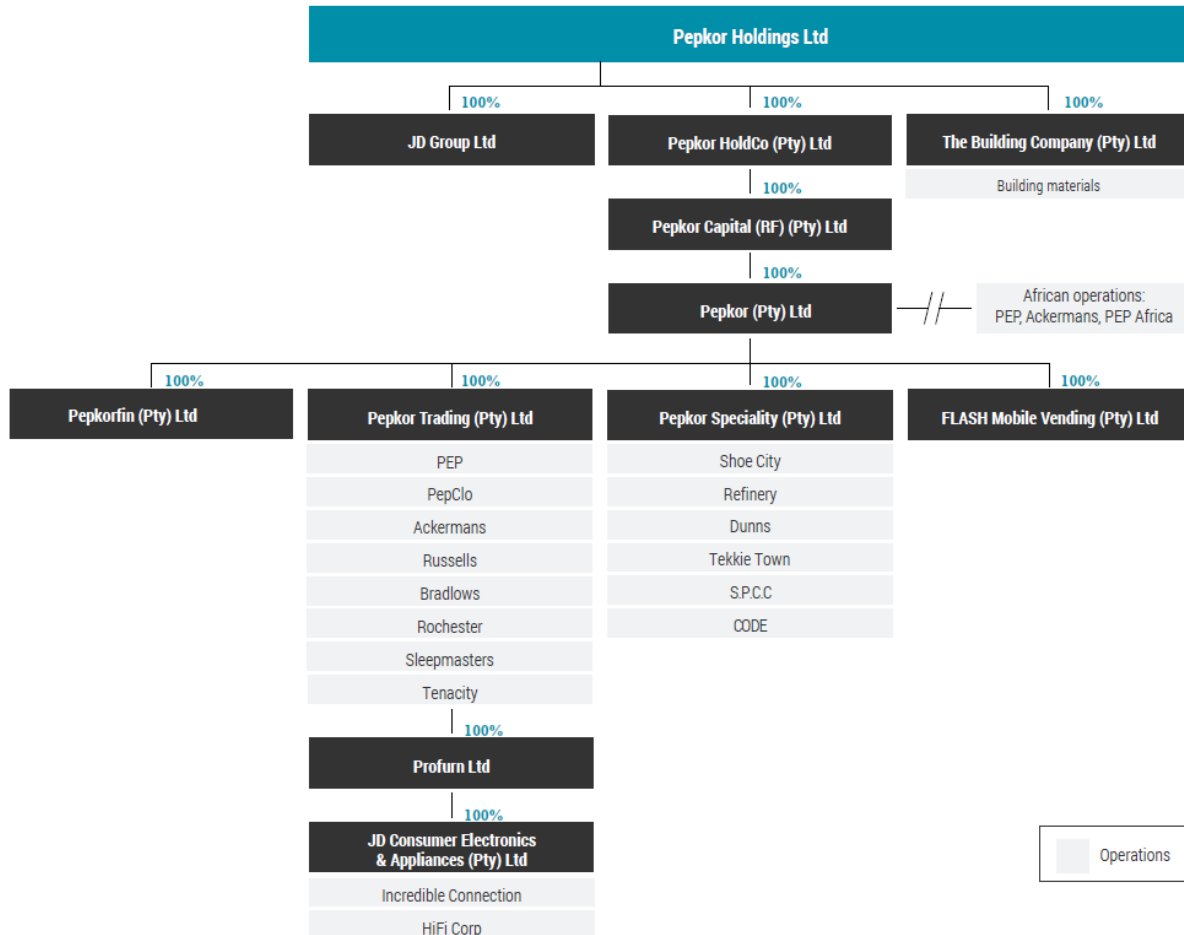 Pepkor Holdings Ltd
100%
100%
100%
JD Group Ltd
Pepkor HoldCo (Pty) Ltd
The Building Company (Pty) Ltd
Building materials
100%
Pepkor Capital (RF) (Pty) Ltd
100%
Pepkor (Pty) Ltd
African operations:
PEP, Ackermans, PEP Africa
100%
100%
100%
100%
Pepkorfin (Pty) Ltd
Pepkor Trading (Pty) Ltd
Pepkor Speciality (Pty) Ltd
FLASH Mobile Vending (Pty) Ltd
PEP
PepClo
Ackermans
Russells
Bradlows
Rochester
Sleepmasters
Tenacity
Shoe City
Refinery
Dunns
Tekkie Town
S.P.C.C
CODE
100%
Profurn Ltd
100%
JD Consumer Electronics
& Appliances (Pty) Ltd
Incredible Connection
HiFi Corp
Operations